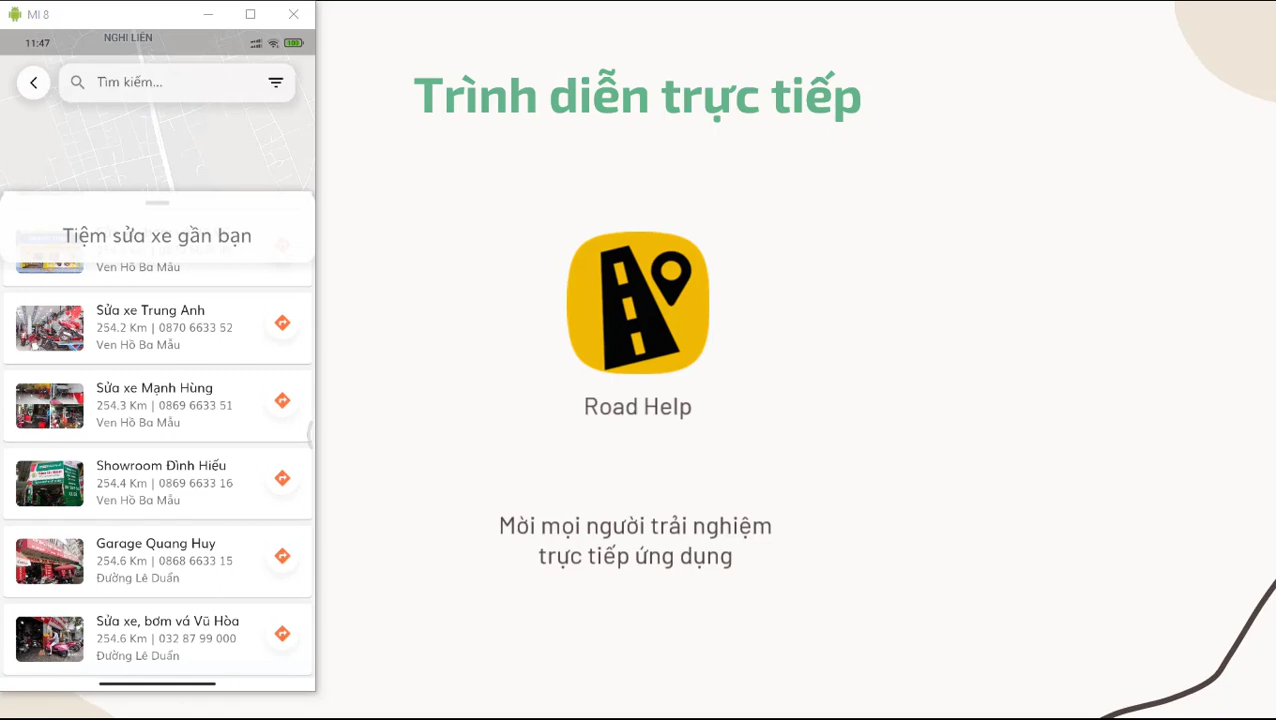 MI 8
11:47
NGHI LIÊN
100
Tìm kiếm...
Tiệm sửa xe gần bạn
Ven Hồ Ba Mẫu
Sửa xe Trung Anh
254.2 Km | 0870 6633 52
Ven Hồ Ba Mẫu
Sửa xe Mạnh Hùng
254.3 Km | 0869 6633 51
Ven Hồ Ba Mẫu
Showroom Đình Hiếu
254.4 Km | 0869 6633 16
Ven Hồ Ba Mẫu
Garage Quang Huy
254.6 Km | 0868 6633 15
Đường Lê Duẩn
Sửa xe, bơm vá Vũ Hòa
254.6 Km | 032 87 99 000
Đường Lê Duẩn
Trình diễn trực tiếp
Road Help
Mời mọi người trải nghiệm
trực tiếp ứng dụng